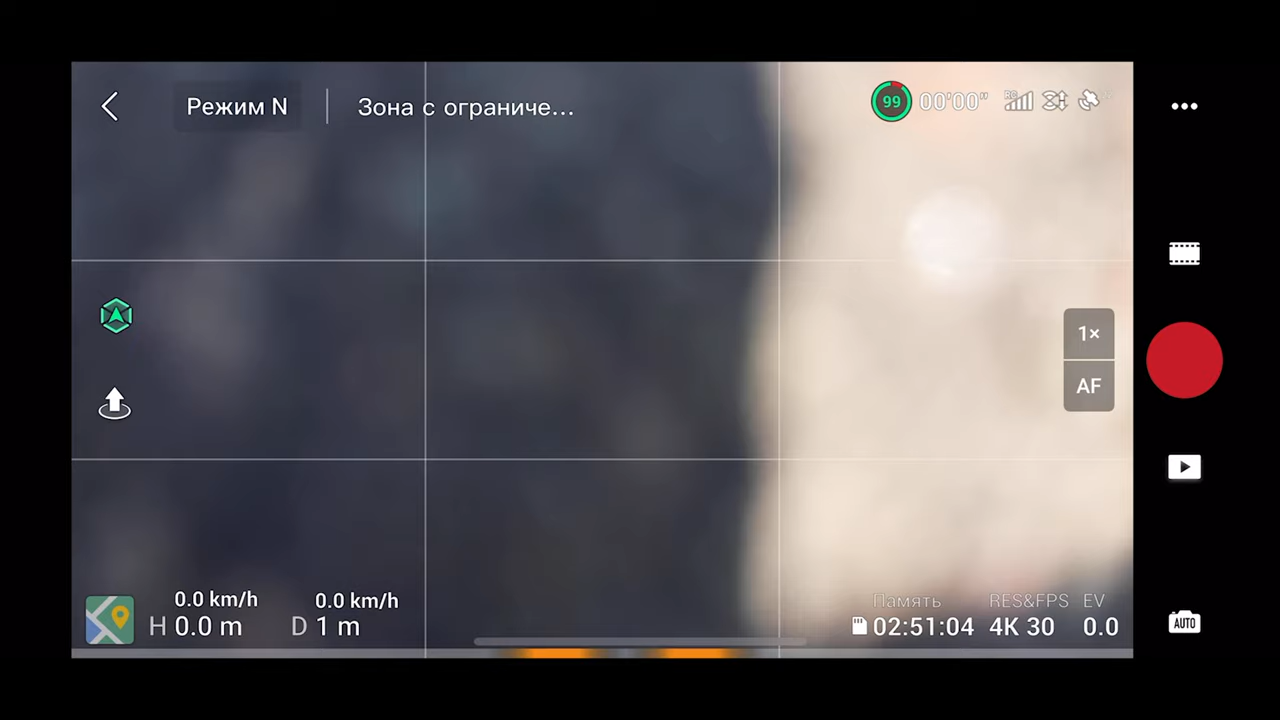 Режим N
Зона с ограниче...
99
00'00"
RC
1×
AF
0.0 km/h
0.0 km/h
H 0.0 m
D 1 m
Память
RES&FPS
EV
02:51:04
4K 30
0.0
AUTO